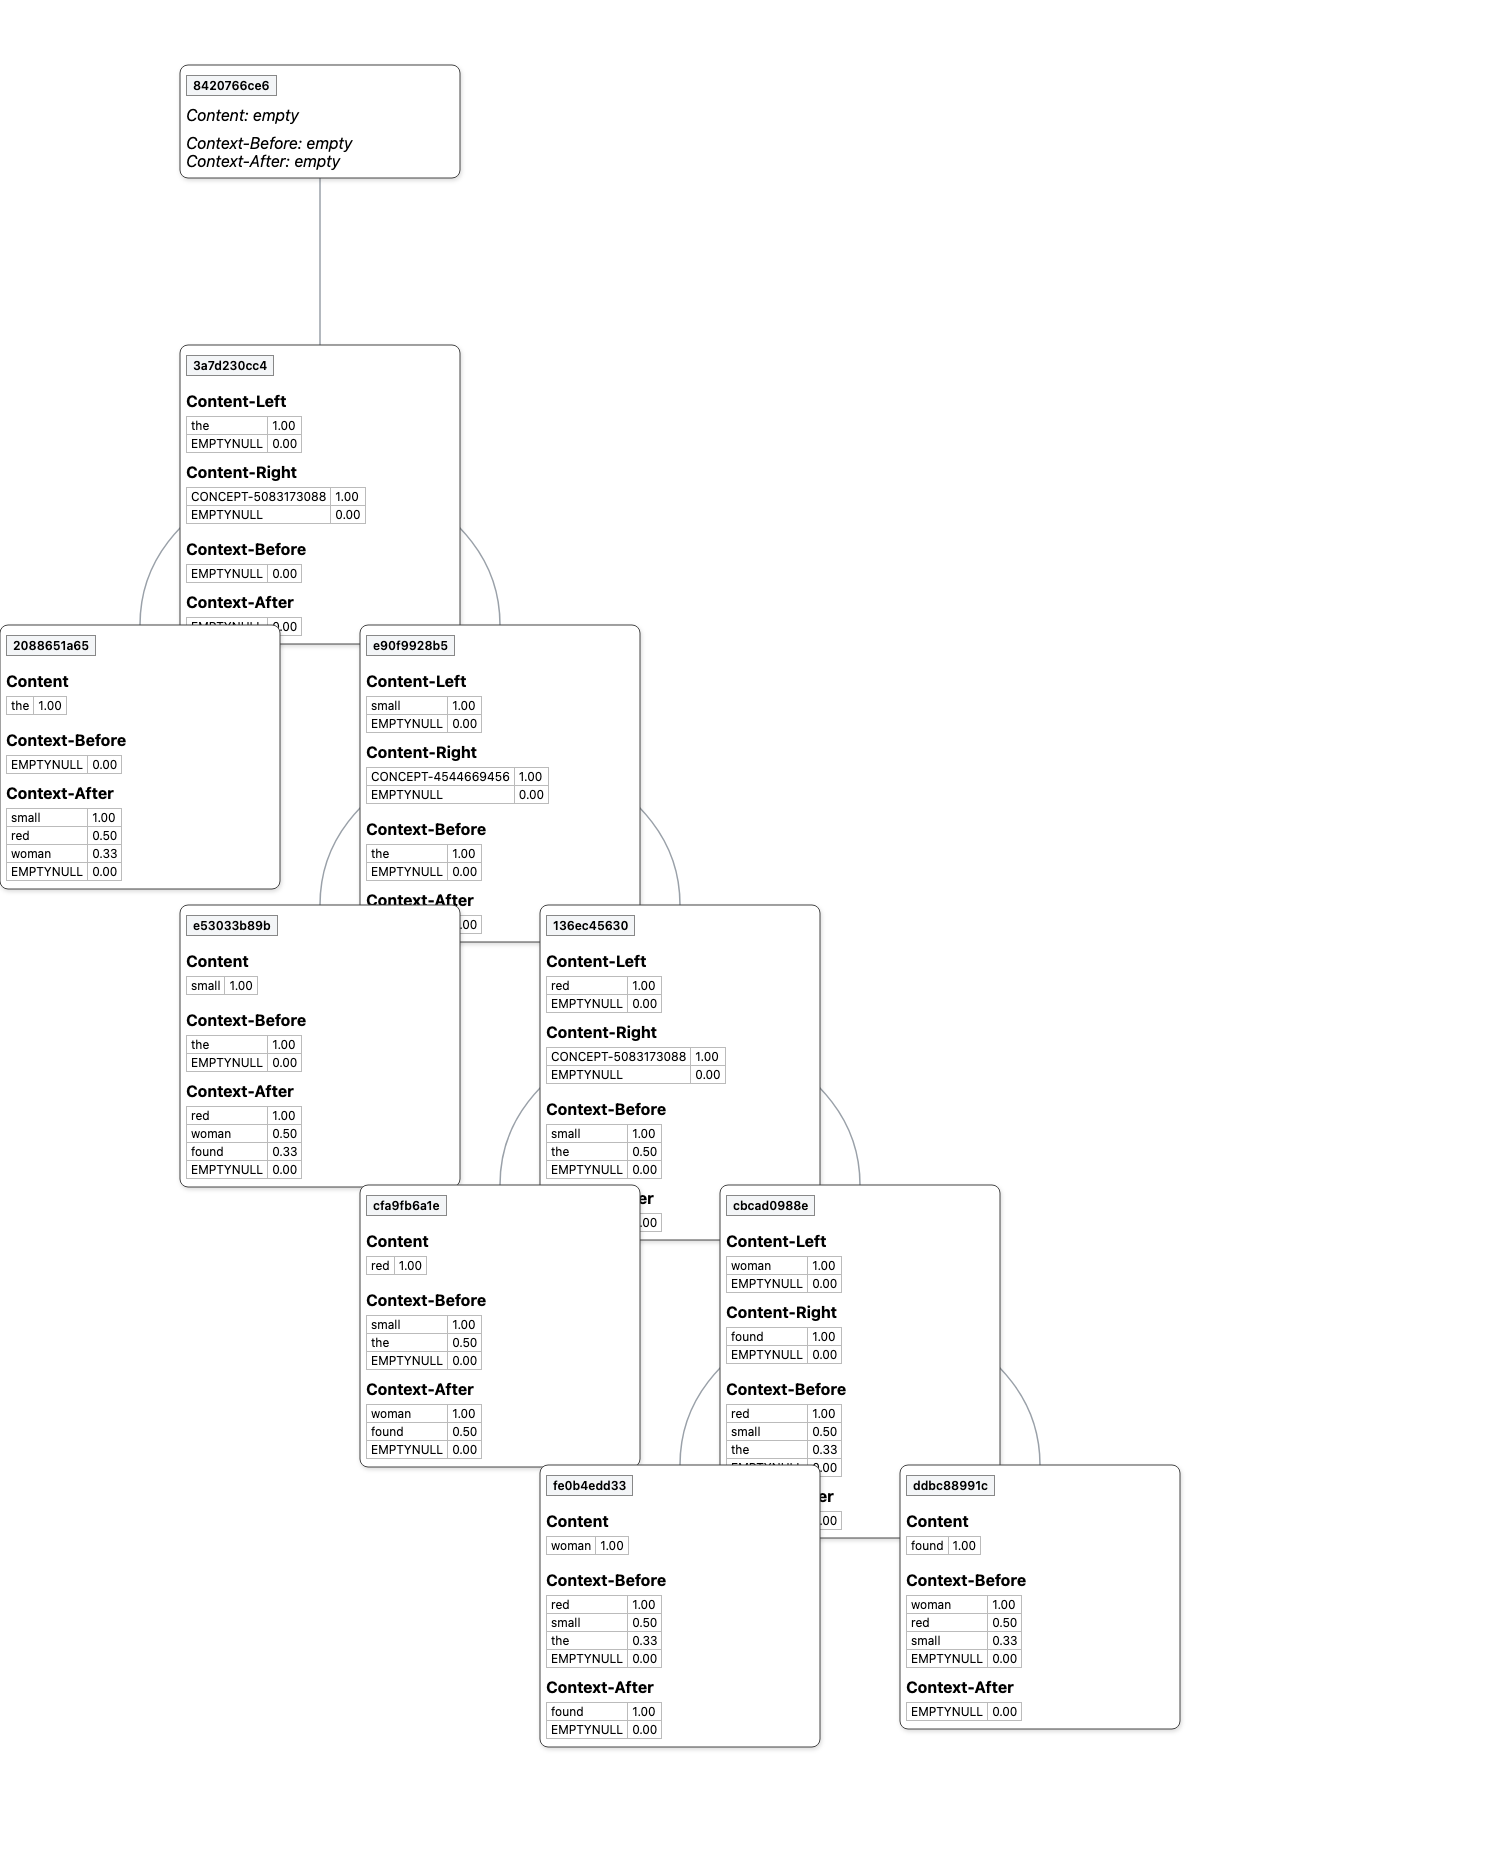 8420766ce6
Content: empty
Context-Before: empty
Context-After: empty
3a7d230cc4
Content-Left
the 1.00
EMPTYNULL 0.00
Content-Right
CONCEPT-5083173088 1.00
EMPTYNULL 0.00
Context-Before
EMPTYNULL 0.00
Context-After
EMPTYNULL 0.00
2088651a65
Content
the 1.00
Context-Before
EMPTYNULL 0.00
Context-After
small 1.00
red 0.50
woman 0.33
EMPTYNULL 0.00
e90f9928b5
Content-Left
small 1.00
EMPTYNULL 0.00
Content-Right
CONCEPT-4544669456 1.00
EMPTYNULL 0.00
Context-Before
the 1.00
EMPTYNULL 0.00
Context-After
.00
e53033b89b
Content
small 1.00
Context-Before
the 1.00
EMPTYNULL 0.00
Context-After
red 1.00
woman 0.50
found 0.33
EMPTYNULL 0.00
136ec45630
Content-Left
red 1.00
EMPTYNULL 0.00
Content-Right
CONCEPT-5083173088 1.00
EMPTYNULL 0.00
Context-Before
small 1.00
the 0.50
EMPTYNULL 0.00
er
.00
cfa9fb6a1e
Content
red 1.00
Context-Before
small 1.00
the 0.50
EMPTYNULL 0.00
Context-After
woman 1.00
found 0.50
EMPTYNULL 0.00
cbcad0988e
Content-Left
woman 1.00
EMPTYNULL 0.00
Content-Right
found 1.00
EMPTYNULL 0.00
Context-Before
red 1.00
small 0.50
the 0.33
EMPTYNULL 0.00
er
.00
fe0b4edd33
Content
woman 1.00
Context-Before
red 1.00
small 0.50
the 0.33
EMPTYNULL 0.00
Context-After
found 1.00
EMPTYNULL 0.00
ddbc88991c
Content
found 1.00
Context-Before
woman 1.00
red 0.50
small 0.33
EMPTYNULL 0.00
Context-After
EMPTYNULL 0.00